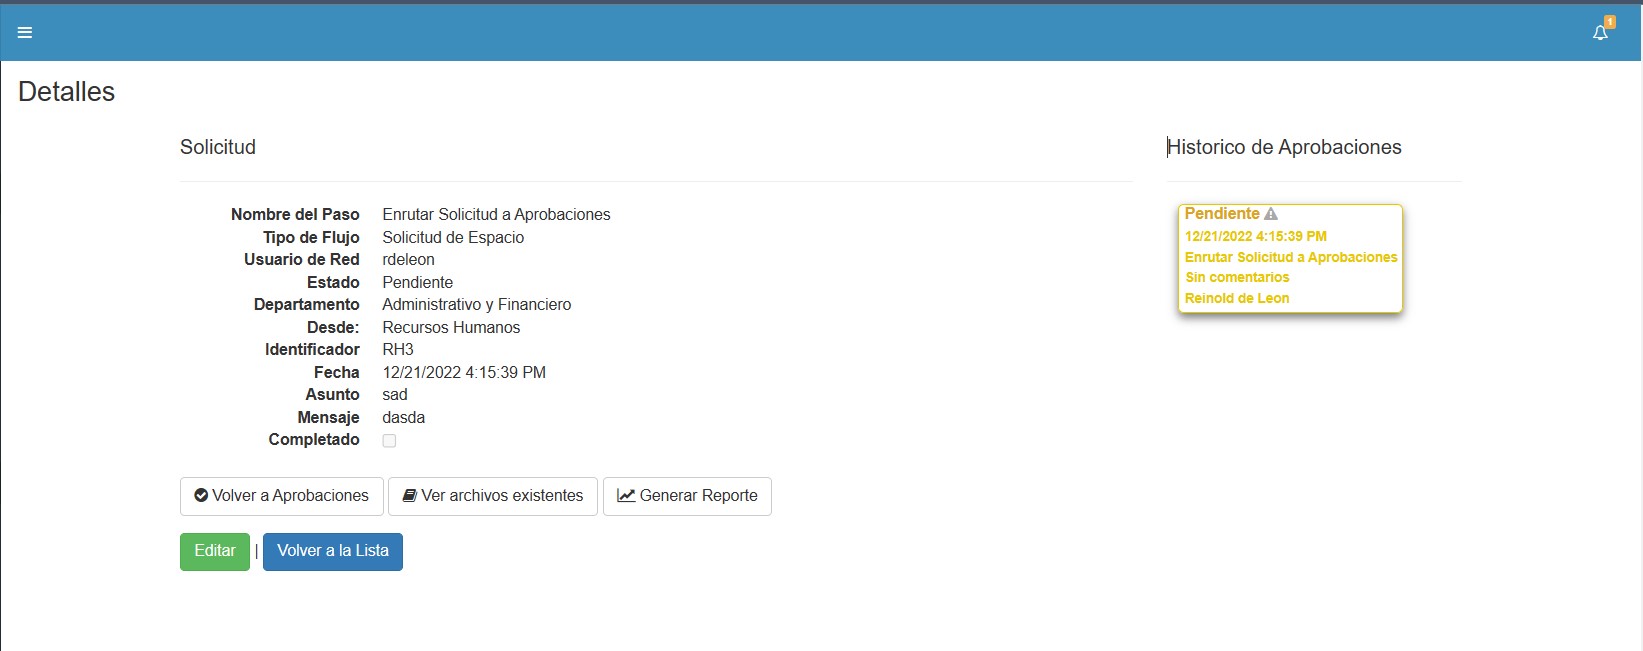 1
Detalles
Solicitud
Nombre del Paso Enrutar Solicitud a Aprobaciones
Tipo de Flujo Solicitud de Espacio
Usuario de Red rdeleon
Estado Pendiente
Departamento Administrativo y Financiero
Desde: Recursos Humanos
Identificador RH3
Fecha 12/21/2022 4:15:39 PM
Asunto sad
Mensaje dasda
Completado
Volver a Aprobaciones Ver archivos existentes Generar Reporte
Editar | Volver a la Lista
Historico de Aprobaciones
Pendiente
12/21/2022 4:15:39 PM
Enrutar Solicitud a Aprobaciones
Sin comentarios
Reinold de Leon